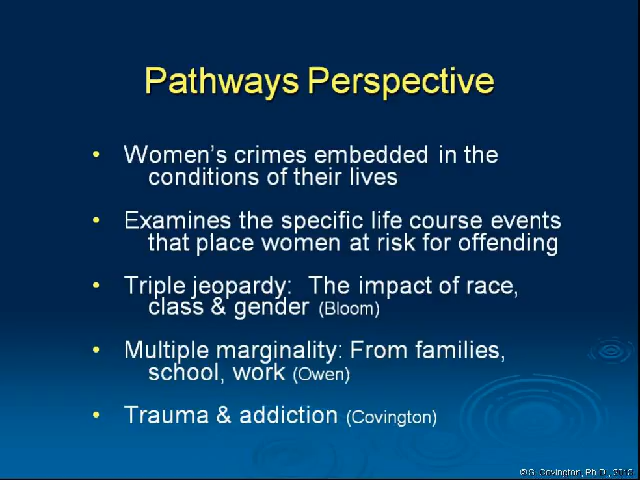 Pathways Perspective
• Women's crimes embedded in the
conditions of their lives
• Examines the specific life course events
that place women at risk for offending
• Triple jeopardy: The impact of race,
class & gender (Bloom)
• Multiple marginality: From families,
school, work (Owen)
• Trauma & addiction (Covington)
©S. Covington, Ph.D.,